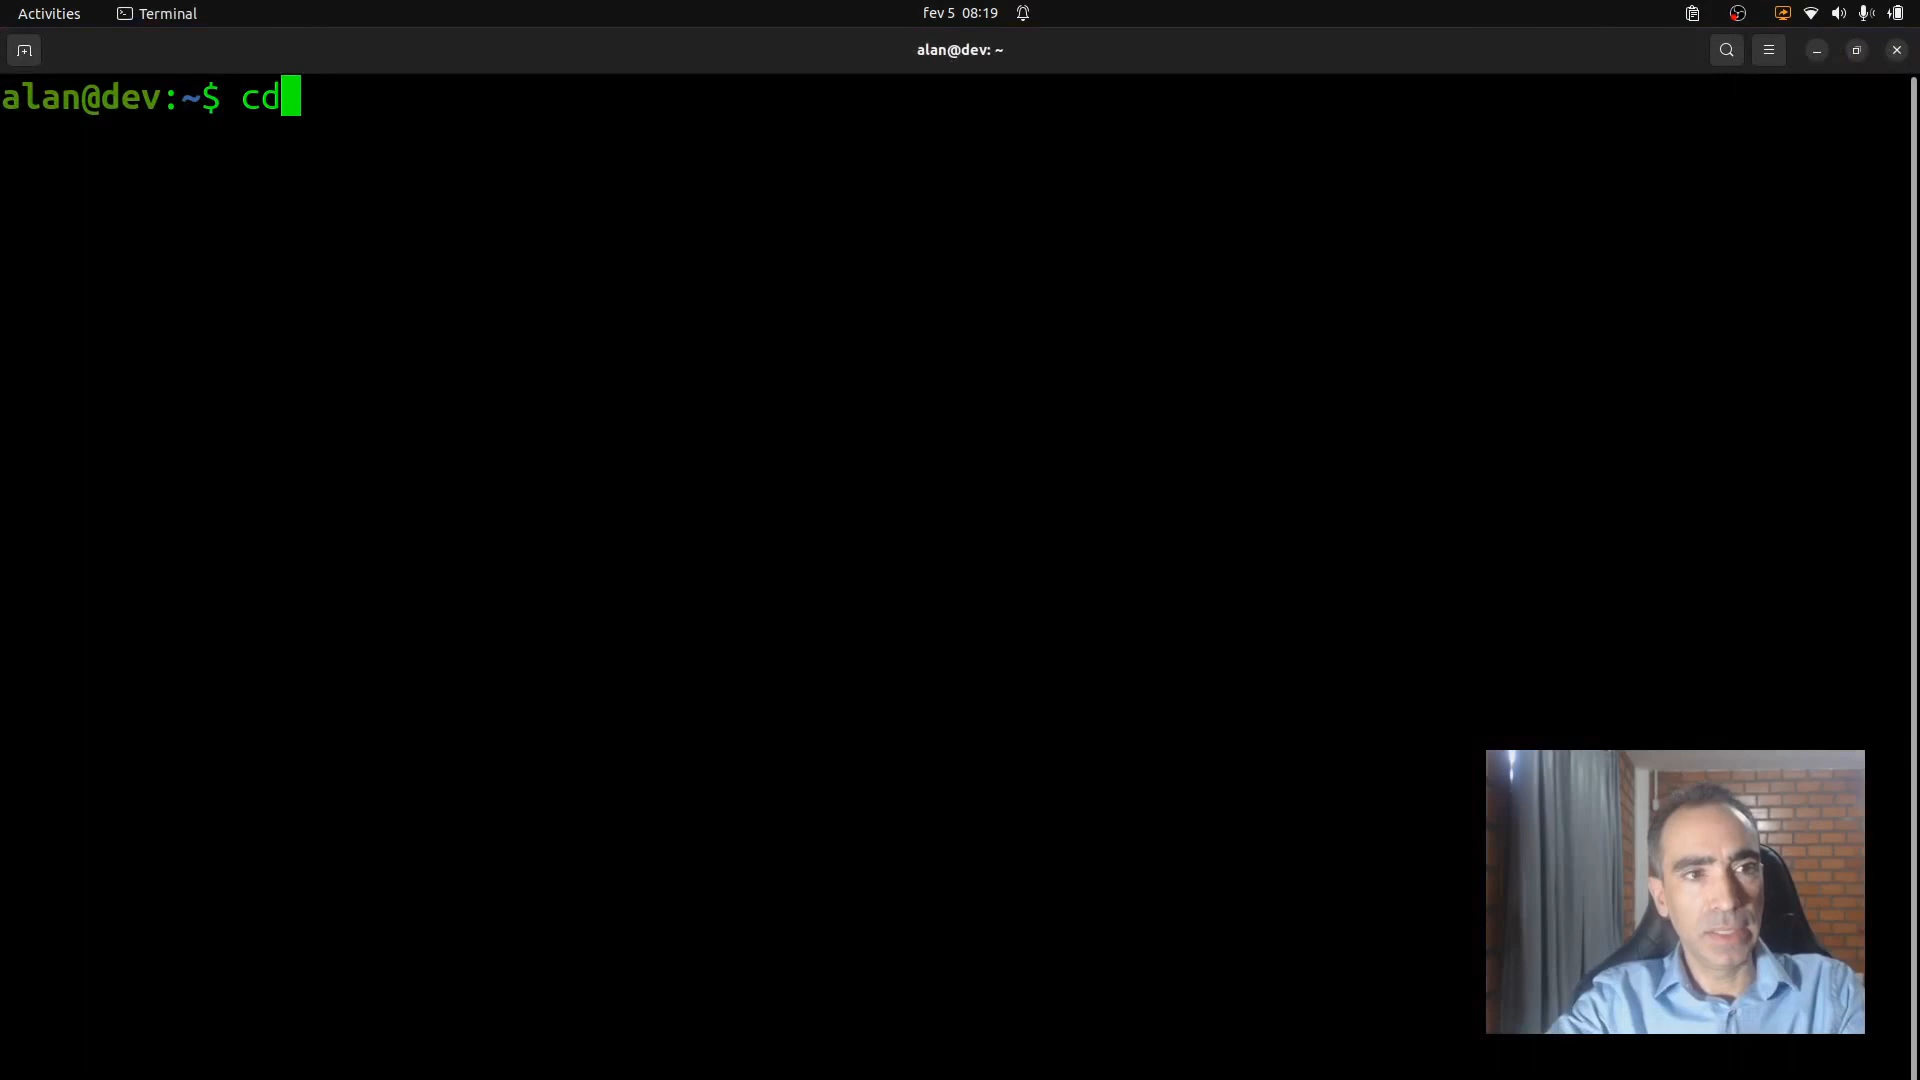 Activities
Terminal
fev 5 08:19
alan@dev: ~
alan@dev:~$ cd